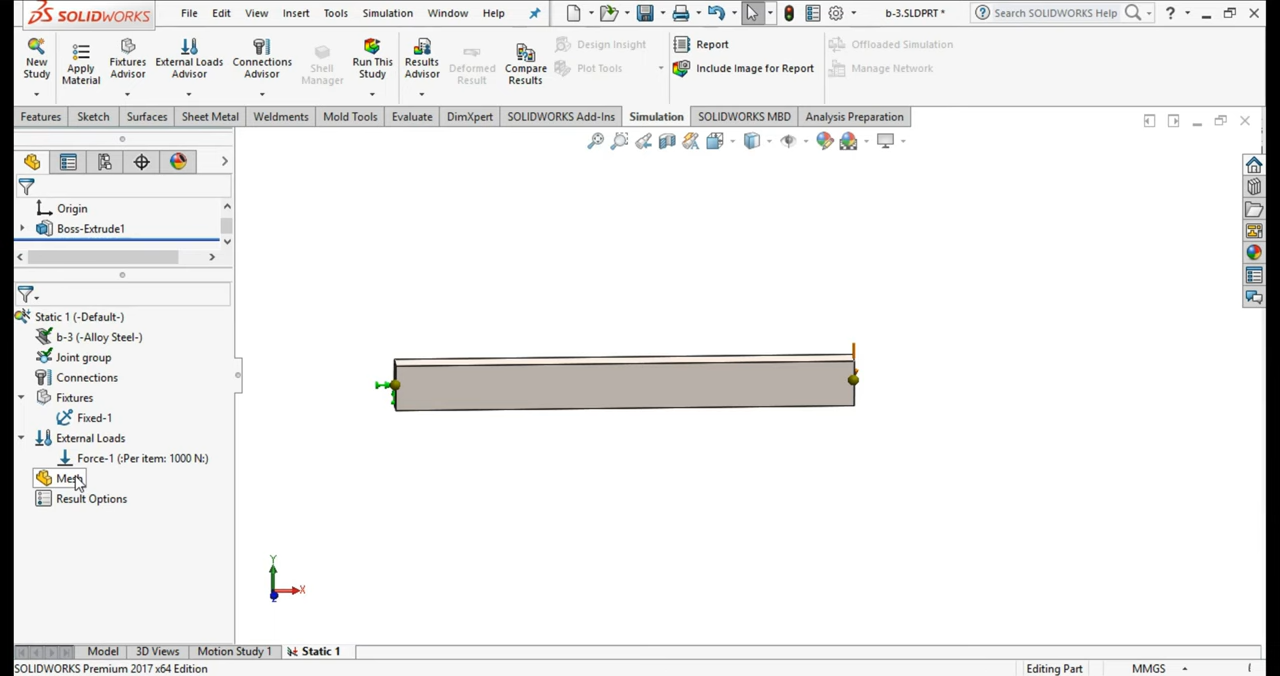 SOLIDWORKS File Edit View Insert Tools Simulation Window Help b-3.SLDPRT * Search SOLIDWORKS Help ?
New Study
Apply Material
Fixtures Advisor
External Loads Advisor
Connections Advisor
Shell Manager
Run This Study
Results Advisor
Deformed Result
Compare Results
Design Insight
Plot Tools
Report
Include Image for Report
Offloaded Simulation
Manage Network
Features Sketch Surfaces Sheet Metal Weldments Mold Tools Evaluate DimXpert SOLIDWORKS Add-Ins Simulation SOLIDWORKS MBD Analysis Preparation
Origin
Boss-Extrude1
Static 1 (-Default-)
b-3 (-Alloy Steel-)
Joint group
Connections
Fixtures
Fixed-1
External Loads
Force-1 (:Per item: 1000 N:)
Mesh
Result Options
Y
X
Z
Model 3D Views Motion Study 1 Static 1
SOLIDWORKS Premium 2017 x64 Edition Editing Part MMGS